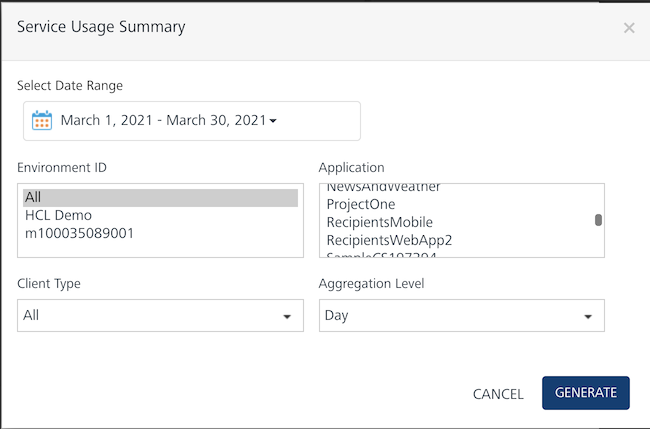 Service Usage Summary
Select Date Range
March 1, 2021 - March 30, 2021
Environment ID
All
HCL Demo
m100035089001
Application
NewsAndWeather
ProjectOne
RecipientsMobile
RecipientsWebApp2
SampleCS197394
Client Type
All
Aggregation Level
Day
CANCEL
GENERATE